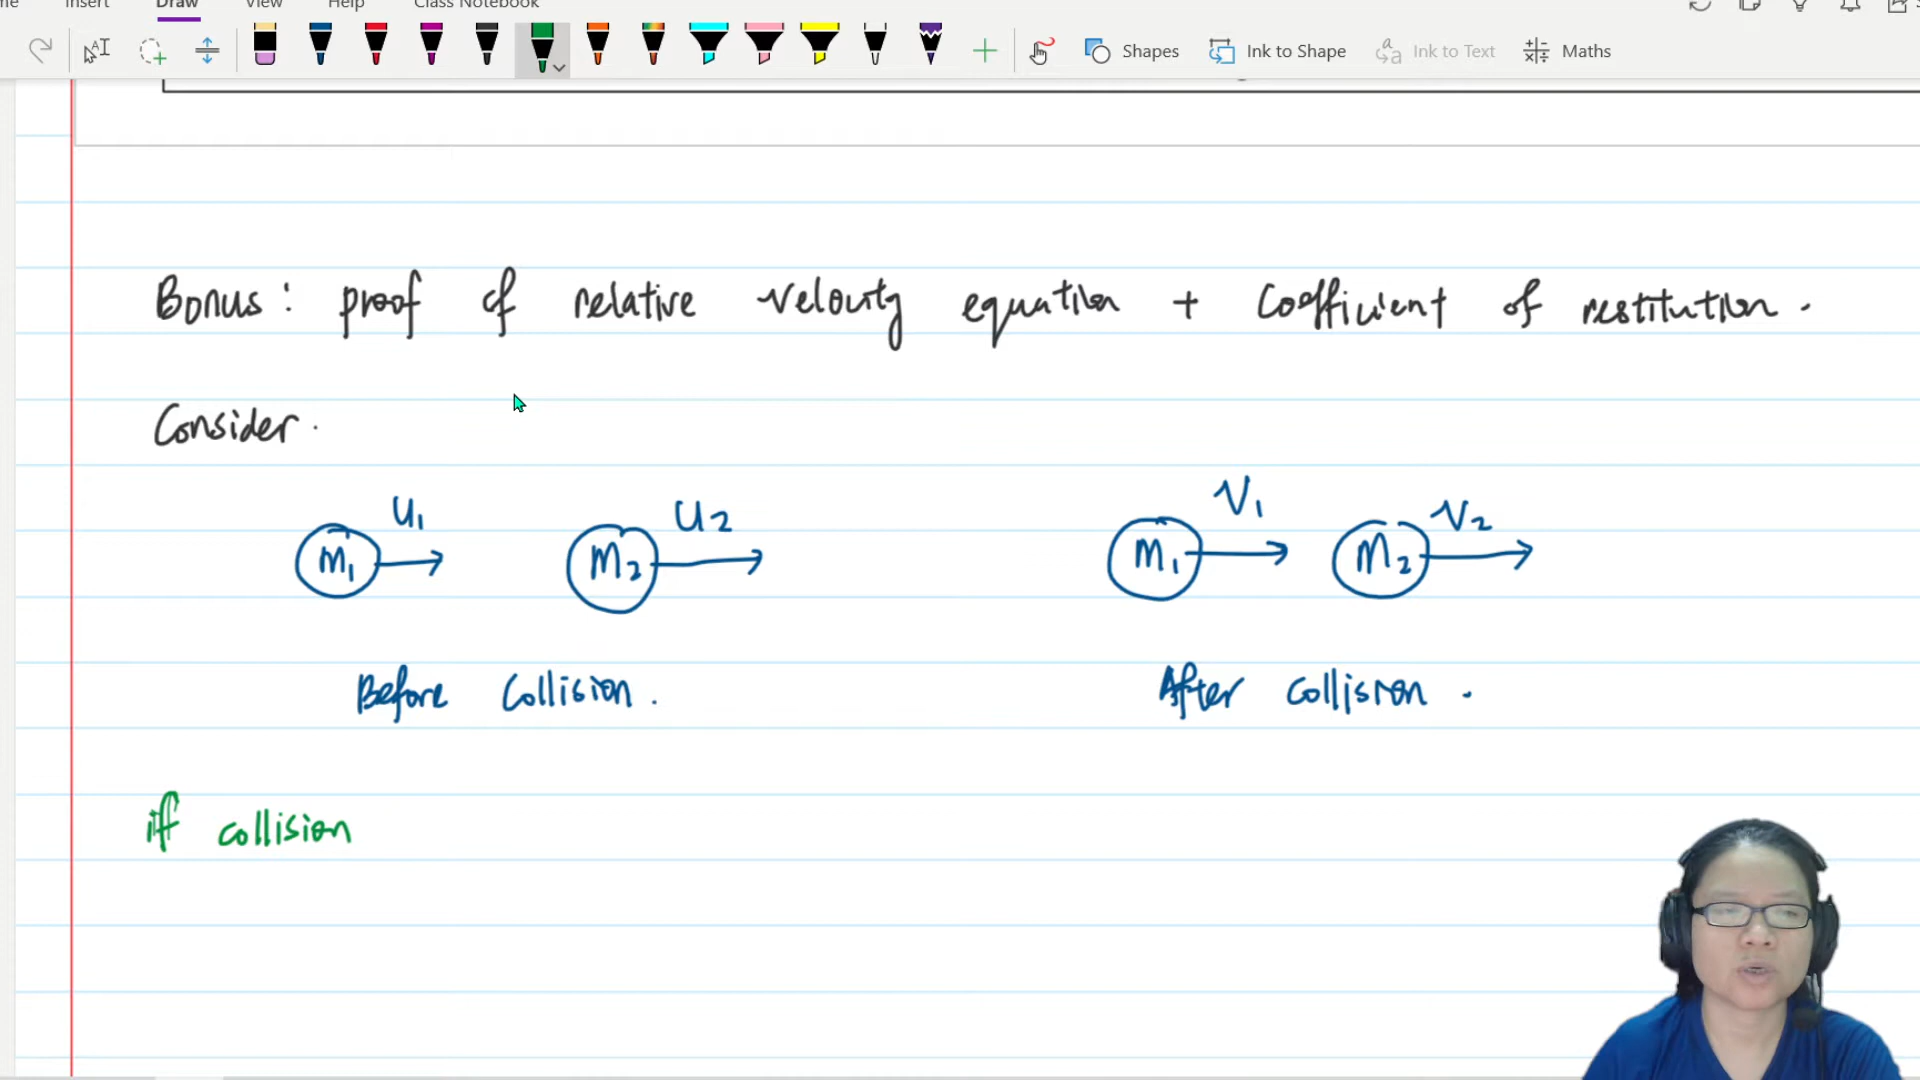 Insert Draw View Help Class Notebook
Shapes Ink to Shape Ink to Text Maths
Bonus: proof of relative velocity equation + Coefficient of restitution.
Consider.
U1 U2 V1 V2
M1 M2 M1 M2
Before Collision. After collision.
if collision